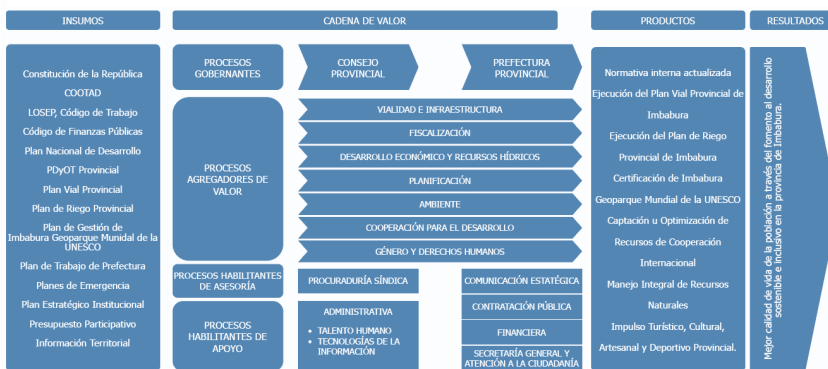 INSUMOS
CADENA DE VALOR
PRODUCTOS
RESULTADOS
Constitución de la República
COOTAD
LOSEP, Código de Trabajo
Código de Finanzas Públicas
Plan Nacional de Desarrollo
PDyOT Provincial
Plan Vial Provincial
Plan de Riego Provincial
Plan de Gestión de
Imbabura Geoparque Munidal de la
UNESCO
Plan de Trabajo de Prefectura
Planes de Emergencia
Plan Estratégico Institucional
Presupuesto Participativo
Información Territorial
PROCESOS
GOBERNANTES
CONSEJO
PROVINCIAL
PREFECTURA
PROVINCIAL
PROCESOS
AGREGADORES DE
VALOR
VIALIDAD E INFRAESTRUCTURA
FISCALIZACIÓN
DESARROLLO ECONÓMICO Y RECURSOS HÍDRICOS
PLANIFICACIÓN
AMBIENTE
COOPERACIÓN PARA EL DESARROLLO
GÉNERO Y DERECHOS HUMANOS
PROCESOS HABILITANTES
DE ASESORÍA
PROCURADURÍA SÍNDICA
COMUNICACIÓN ESTATÉGICA
PROCESOS
HABILITANTES DE
APOYO
ADMINISTRATIVA
• TALENTO HUMANO
• TECNOLOGÍAS DE LA
INFORMACIÓN
CONTRATACIÓN PÚBLICA
FINANCIERA
SECRETARÍA GENERAL Y
ATENCIÓN A LA CIUDADANÍA
Normativa interna actualizada
Ejecución del Plan Vial Provincial de
Imbabura
Ejecución del Plan de Riego
Provincial de Imbabura
Certificación de Imbabura
Geoparque Mundial de la UNESCO
Captación u Optimización de
Recursos de Cooperación
Internacional
Manejo Integral de Recursos
Naturales
Impulso Turístico, Cultural,
Artesanal y Deportivo Provincial.
Mejor calidad de vida de la población a través del fomento al desarrollo
sostenible e inclusivo en la provincia de Imbabura.